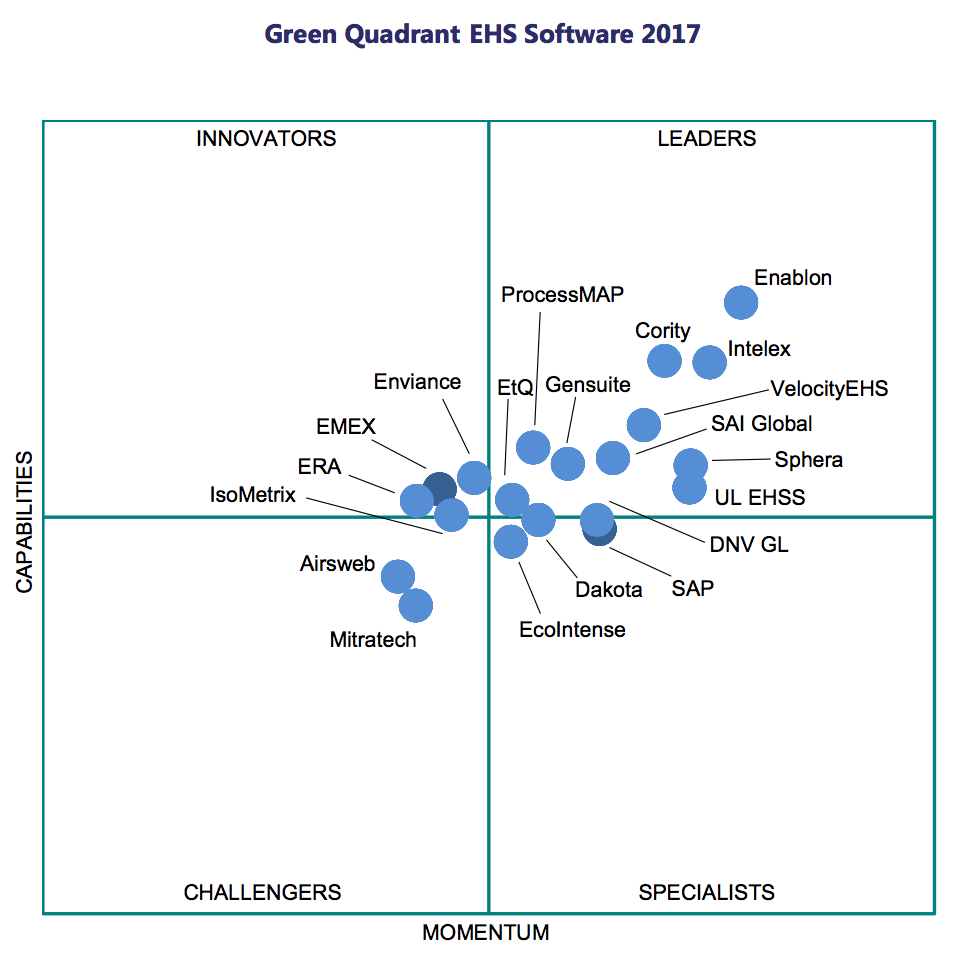 Green Quadrant EHS Software 2017
INNOVATORS
LEADERS
Enablon
ProcessMAP
Cority
Intelex
Enviance
EtQ
Gensuite
VelocityEHS
EMEX
SAI Global
ERA
Sphera
IsoMetrix
UL EHSS
CAPABILITIES
DNV GL
Airsweb
Dakota
SAP
EcoIntense
Mitratech
CHALLENGERS
SPECIALISTS
MOMENTUM